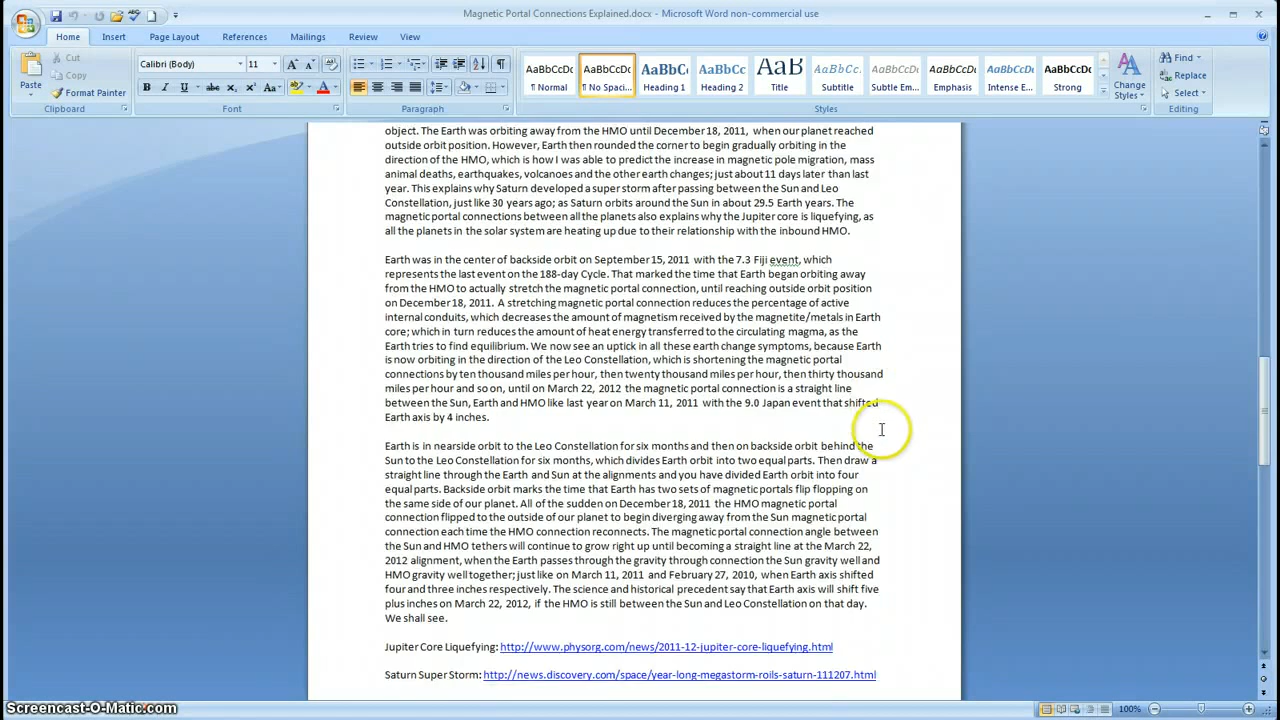 Magnetic Portal Connections Explained.docx - Microsoft Word non-commercial use
Home Insert Page Layout References Mailings Review View
Paste
Cut
Copy
Format Painter
Clipboard
Calibri (Body) 11
Font
Paragraph
AaBbCcDc AaBbCcDc AaBbCc AaBbCc AaB AaBbCc. AaBbCcDc AaBbCcDc AaBbCcDc AaBbCcDc
¶ Normal ¶ No Spaci... Heading 1 Heading 2 Title Subtitle Subtle Em... Emphasis Intense E... Strong
Styles
Change
Styles
Find
Replace
Select
Editing
object. The Earth was orbiting away from the HMO until December 18, 2011, when our planet reached
outside orbit position. However, Earth then rounded the corner to begin gradually orbiting in the
direction of the HMO, which is how I was able to predict the increase in magnetic pole migration, mass
animal deaths, earthquakes, volcanoes and the other earth changes; just about 11 days later than last
year. This explains why Saturn developed a super storm after passing between the Sun and Leo
Constellation, just like 30 years ago; as Saturn orbits around the Sun in about 29.5 Earth years. The
magnetic portal connections between all the planets also explains why the Jupiter core is liquefying, as
all the planets in the solar system are heating up due to their relationship with the inbound HMO.
Earth was in the center of backside orbit on September 15, 2011 with the 7.3 Fiji event, which
represents the last event on the 188-day Cycle. That marked the time that Earth began orbiting away
from the HMO to actually stretch the magnetic portal connection, until reaching outside orbit position
on December 18, 2011. A stretching magnetic portal connection reduces the percentage of active
internal conduits, which decreases the amount of magnetism received by the magnetite/metals in Earth
core; which in turn reduces the amount of heat energy transferred to the circulating magma, as the
Earth tries to find equilibrium. We now see an uptick in all these earth change symptoms, because Earth
is now orbiting in the direction of the Leo Constellation, which is shortening the magnetic portal
connections by ten thousand miles per hour, then twenty thousand miles per hour, then thirty thousand
miles per hour and so on, until on March 22, 2012 the magnetic portal connection is a straight line
between the Sun, Earth and HMO like last year on March 11, 2011 with the 9.0 Japan event that shifted
Earth axis by 4 inches.
Earth is in nearside orbit to the Leo Constellation for six months and then on backside orbit behind the
Sun to the Leo Constellation for six months, which divides Earth orbit into two equal parts. Then draw a
straight line through the Earth and Sun at the alignments and you have divided Earth orbit into four
equal parts. Backside orbit marks the time that Earth has two sets of magnetic portals flip flopping on
the same side of our planet. All of the sudden on December 18, 2011 the HMO magnetic portal
connection flipped to the outside of our planet to begin diverging away from the Sun magnetic portal
connection each time the HMO connection reconnects. The magnetic portal connection angle between
the Sun and HMO tethers will continue to grow right up until becoming a straight line at the March 22,
2012 alignment, when the Earth passes through the gravity through connection the Sun gravity well and
HMO gravity well together; just like on March 11, 2011 and February 27, 2010, when Earth axis shifted
four and three inches respectively. The science and historical precedent say that Earth axis will shift five
plus inches on March 22, 2012, if the HMO is still between the Sun and Leo Constellation on that day.
We shall see.
Jupiter Core Liquefying: http://www.physorg.com/news/2011-12-jupiter-core-liquefying.html
Saturn Super Storm: http://news.discovery.com/space/year-long-megastorm-roils-saturn-111207.html
100%
Screencast-O-Matic.com